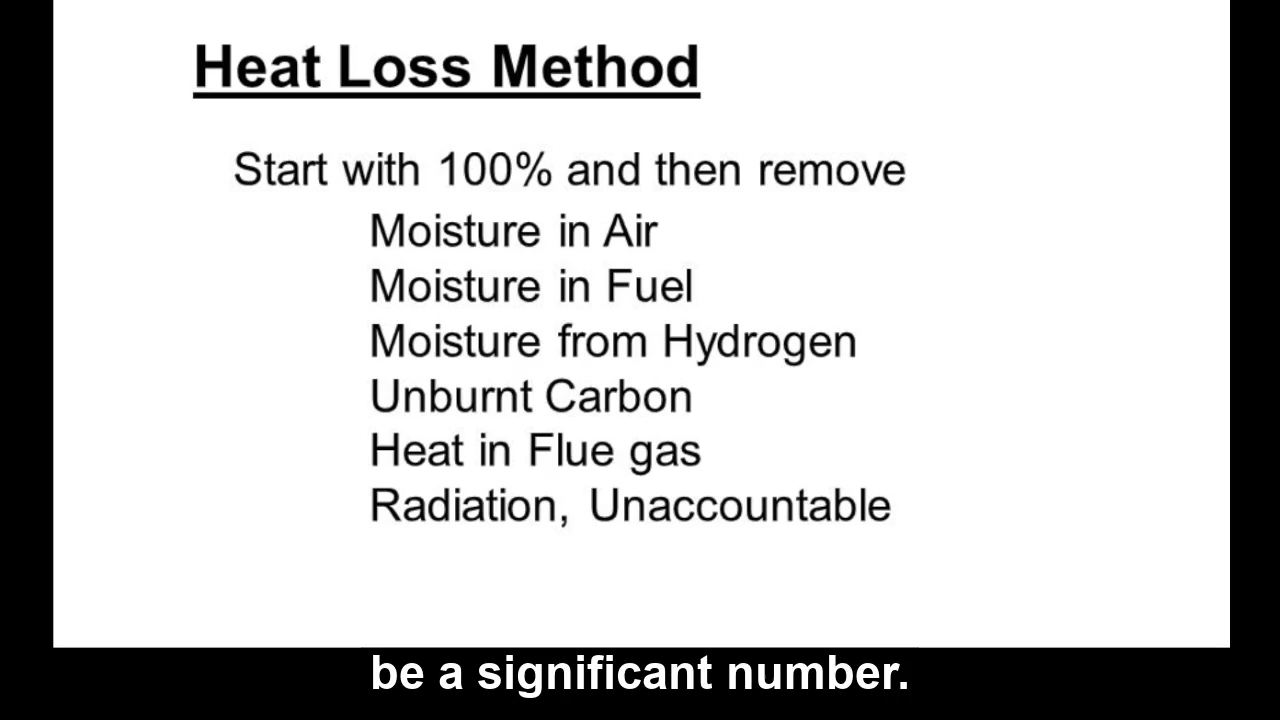 Heat Loss Method
Start with 100% and then remove
Moisture in Air
Moisture in Fuel
Moisture from Hydrogen
Unburnt Carbon
Heat in Flue gas
Radiation, Unaccountable
be a significant number.